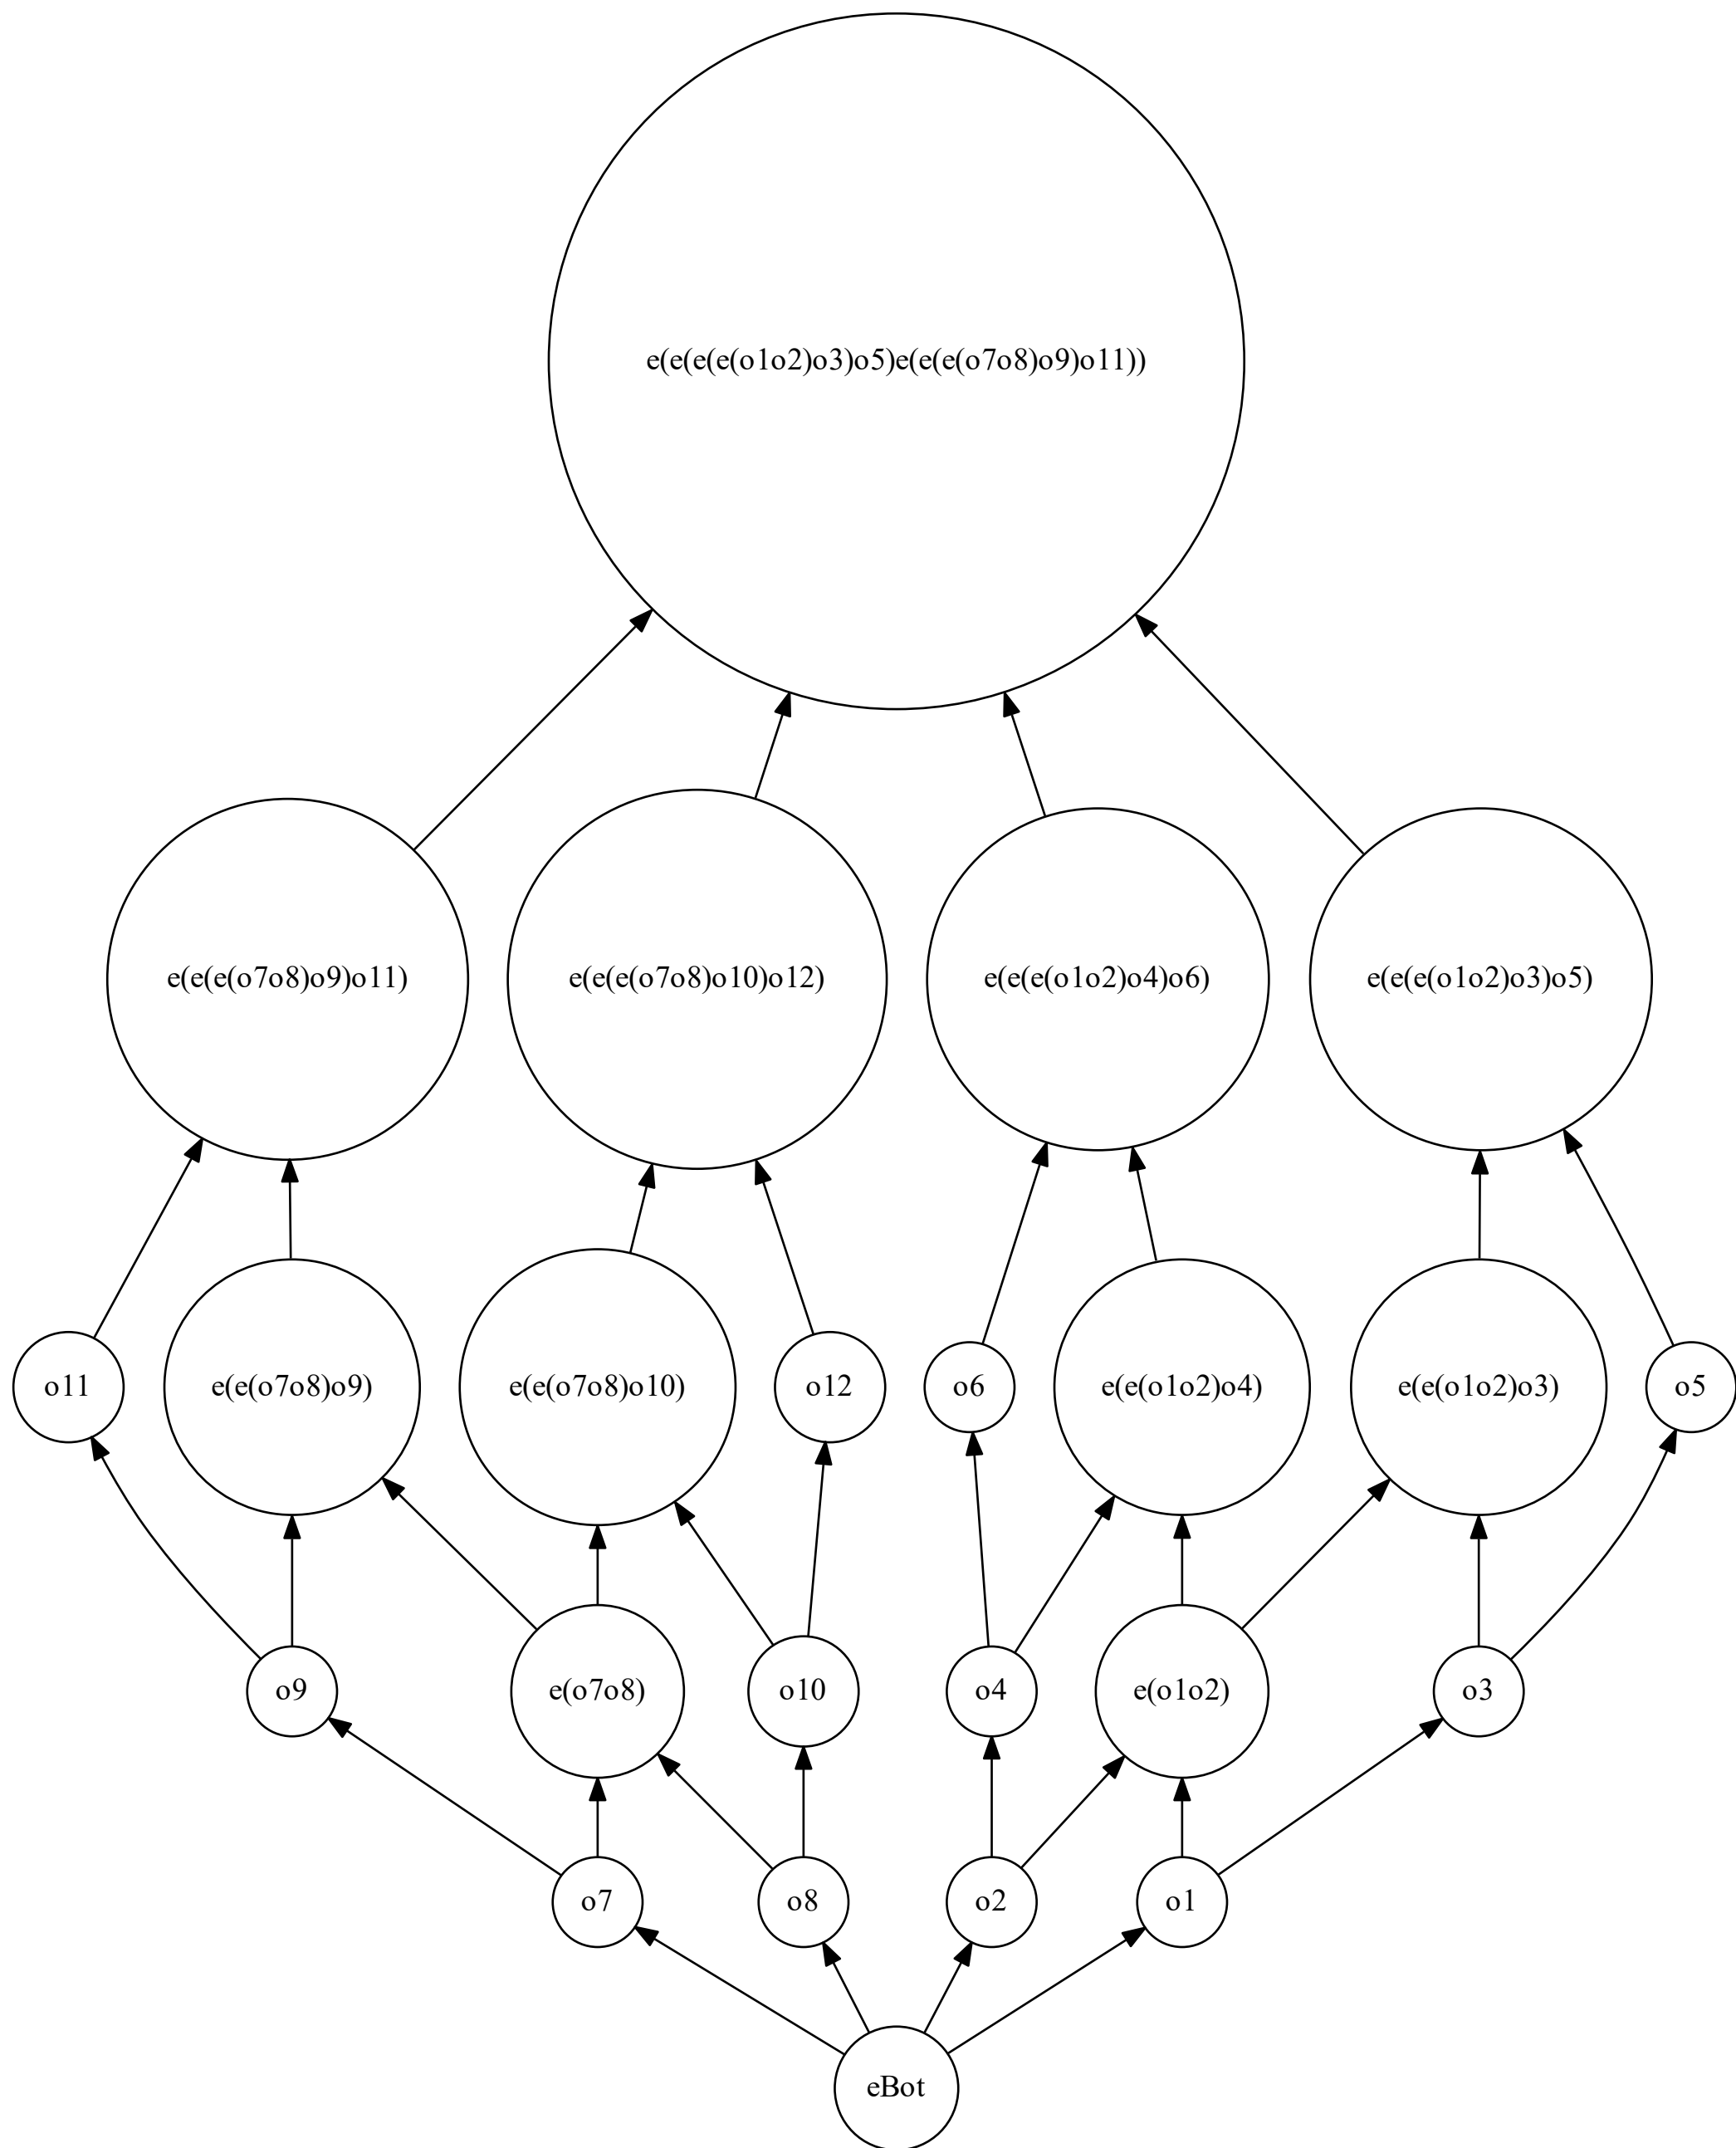 e(e(e(e(o1o2)o3)o5)e(e(e(o7o8)o9)o11))
e(e(e(o7o8)o9)o11)
e(e(e(o7o8)o10)o12)
e(e(e(o1o2)o4)o6)
e(e(e(o1o2)o3)o5)
o11
e(e(o7o8)o9)
e(e(o7o8)o10)
o12
o6
e(e(o1o2)o4)
e(e(o1o2)o3)
o5
o9
e(o7o8)
o10
o4
e(o1o2)
o3
o7
o8
o2
o1
eBot